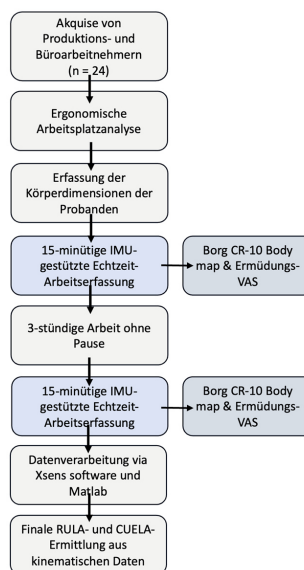 Akquise von
Produktions- und
Büroarbeitnehmern
(n = 24)
Ergonomische
Arbeitsplatzanalyse
Erfassung der
Körperdimensionen der
Probanden
15-minütige IMU-
gestützte Echtzeit-
Arbeitserfassung
Borg CR-10 Body
map & Ermüdungs-
VAS
3-stündige Arbeit ohne
Pause
15-minütige IMU-
gestützte Echtzeit-
Arbeitserfassung
Borg CR-10 Body
map & Ermüdungs-
VAS
Datenverarbeitung via
Xsens software und
Matlab
Finale RULA- und CUELA-
Ermittlung aus
kinematischen Daten